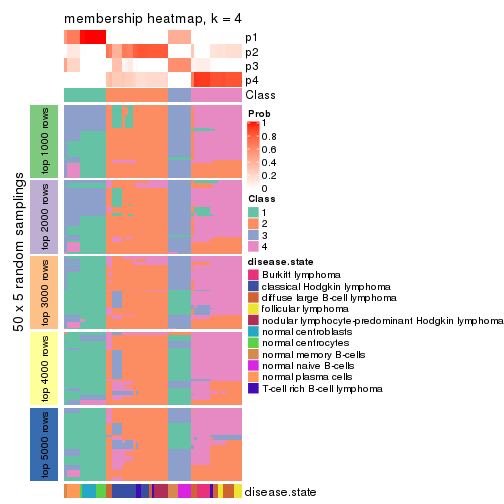 membership heatmap, k = 4
p1
p2
p3
p4
Class
50 x 5 random samplings
top 1000 rows
top 2000 rows
top 3000 rows
top 4000 rows
top 5000 rows
Prob
1
0.8
0.6
0.4
0.2
0
Class
1
2
3
4
disease.state
Burkitt lymphoma
classical Hodgkin lymphoma
diffuse large B-cell lymphoma
follicular lymphoma
nodular lymphocyte-predominant Hodgkin lymphoma
normal centroblasts
normal centrocytes
normal memory B-cells
normal naive B-cells
normal plasma cells
T-cell rich B-cell lymphoma
disease.state